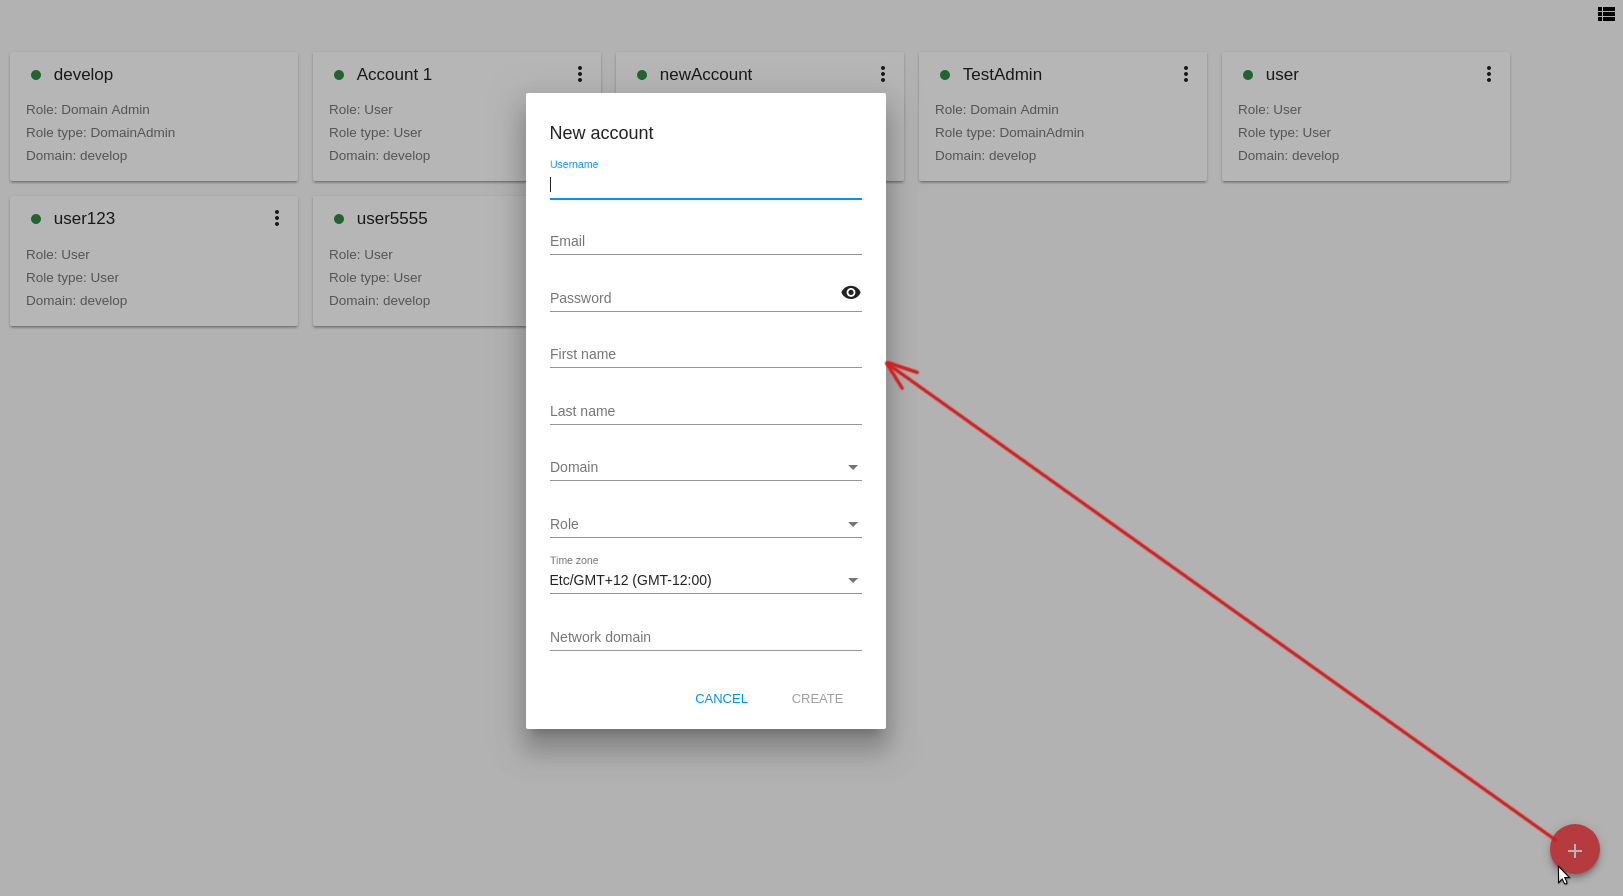 develop
Role: Domain Admin
Role type: DomainAdmin
Domain: develop
Account 1
Role: User
Role type: User
Domain: develop
newAccount
TestAdmin
Role: Domain Admin
Role type: DomainAdmin
Domain: develop
user
Role: User
Role type: User
Domain: develop
user123
Role: User
Role type: User
Domain: develop
user5555
Role: User
Role type: User
Domain: develop
New account
Username
Email
Password
First name
Last name
Domain
Role
Time zone
Etc/GMT+12 (GMT-12:00)
Network domain
CANCEL CREATE